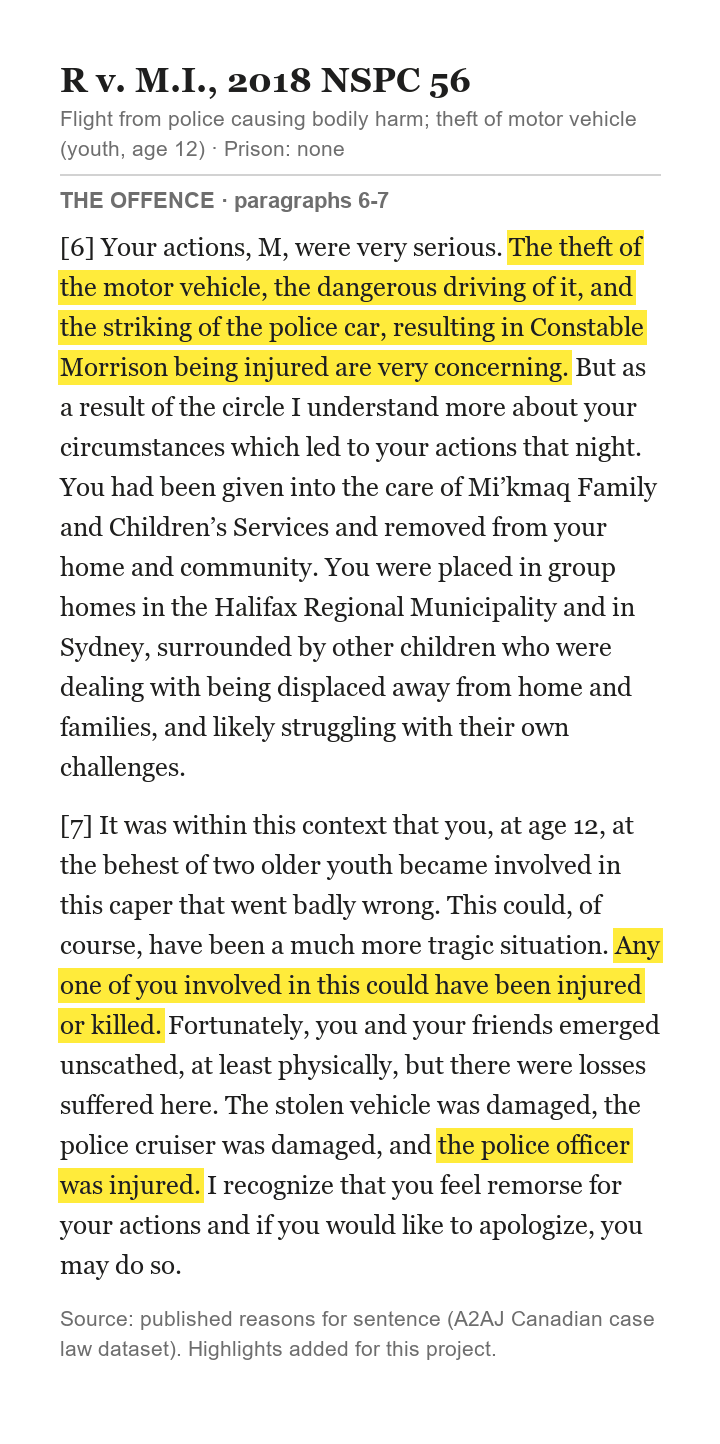 R v. M.I., 2018 NSPC 56
Flight from police causing bodily harm; theft of motor vehicle
(youth, age 12) · Prison: none
THE OFFENCE · paragraphs 6-7
[6] Your actions, M, were very serious. The theft of
the motor vehicle, the dangerous driving of it, and
the striking of the police car, resulting in Constable
Morrison being injured are very concerning. But as
a result of the circle I understand more about your
circumstances which led to your actions that night.
You had been given into the care of Mi’kmaq Family
and Children’s Services and removed from your
home and community. You were placed in group
homes in the Halifax Regional Municipality and in
Sydney, surrounded by other children who were
dealing with being displaced away from home and
families, and likely struggling with their own
challenges.
[7] It was within this context that you, at age 12, at
the behest of two older youth became involved in
this caper that went badly wrong. This could, of
course, have been a much more tragic situation. Any
one of you involved in this could have been injured
or killed. Fortunately, you and your friends emerged
unscathed, at least physically, but there were losses
suffered here. The stolen vehicle was damaged, the
police cruiser was damaged, and the police officer
was injured. I recognize that you feel remorse for
your actions and if you would like to apologize, you
may do so.
Source: published reasons for sentence (A2AJ Canadian case
law dataset). Highlights added for this project.